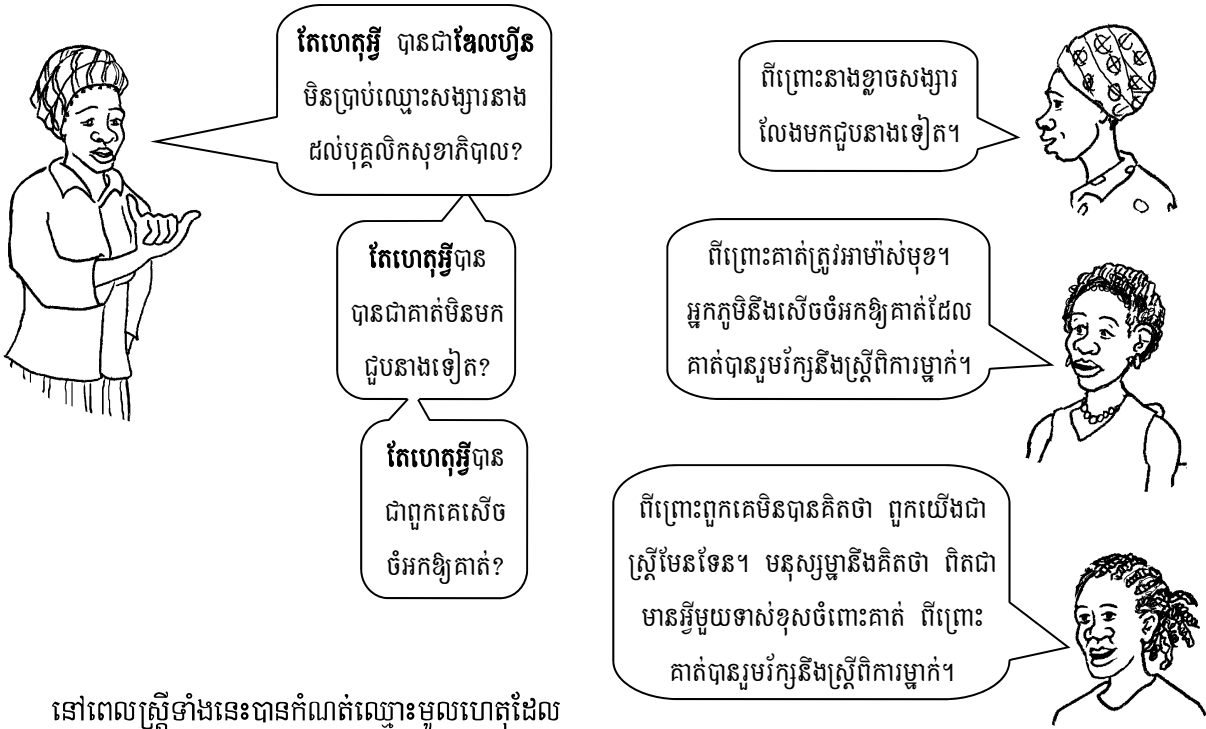 តែហេតុអ្វី បានជាឌែលហ្វីន
មិនប្រាប់ឈ្មោះសង្សារនាង
ដល់បុគ្គលិកសុខាភិបាល?
ពីព្រោះនាងខ្លាចសង្សារ
លែងមកជួបនាងទៀត។
តែហេតុអ្វីបាន
បានជាគាត់មិនមក
ជួបនាងទៀត?
ពីព្រោះគាត់ត្រូវអាម៉ាស់មុខ។
អ្នកភូមិនឹងសើចចំអកឱ្យគាត់ដែល
គាត់បានរួមរ័ក្សនឹងស្ត្រីពិការម្នាក់។
តែហេតុអ្វីបាន
ជាពួកគេសើច
ចំអកឱ្យគាត់?
ពីព្រោះពួកគេមិនបានគិតថា ពួកយើងជា
ស្ត្រីមែនទែន។ មនុស្សម្នានឹងគិតថា ពិតជា
មានអ្វីមួយទាស់ខុសចំពោះគាត់ ពីព្រោះ
គាត់បានរួមរ័ក្សនឹងស្ត្រីពិការម្នាក់។
នៅពេលស្ត្រីទាំងនេះបានកំណត់ឈ្មោះមូលហេតុដែល